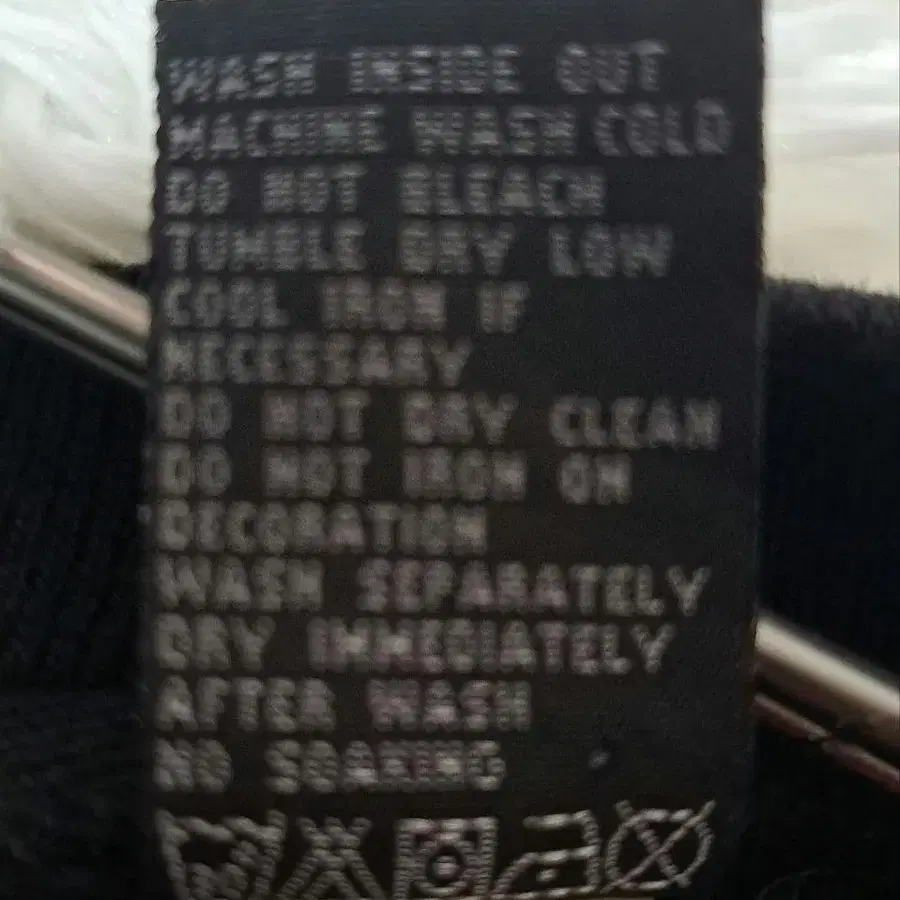 WASH INSIDE OUT
MACHINE WASH COLD
DO NOT BLEACH
TUMBLE DRY LOW
COOL IRON IF
NECESSARY
DO NOT DRY CLEAN
DO NOT IRON ON
DECORATION
WASH SEPARATELY
DRY IMMEDIATELY
AFTER WASH
NO SOAKING
30